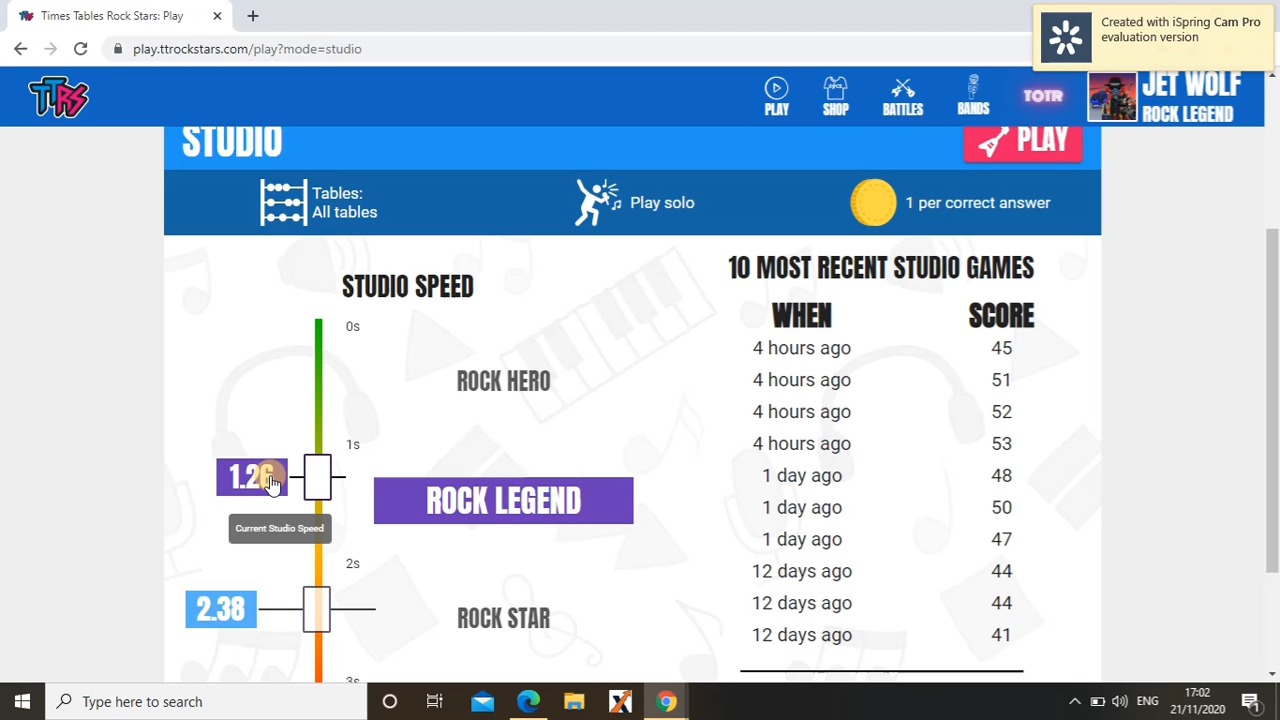 Times Tables Rock Stars: Play
Created with iSpring Cam Pro
evaluation version
play.ttrockstars.com/play?mode=studio
TTRS
PLAY
SHOP
BATTLES
BANDS
TOTR
JET WOLF
ROCK LEGEND
STUDIO
PLAY
Tables:
All tables
Play solo
1 per correct answer
STUDIO SPEED
0s
ROCK HERO
1s
1.26
ROCK LEGEND
Current Studio Speed
2s
2.38
ROCK STAR
3s
10 MOST RECENT STUDIO GAMES
WHEN SCORE
4 hours ago 45
4 hours ago 51
4 hours ago 52
4 hours ago 53
1 day ago 48
1 day ago 50
1 day ago 47
12 days ago 44
12 days ago 44
12 days ago 41
Type here to search
ENG
17:02
21/11/2020
1